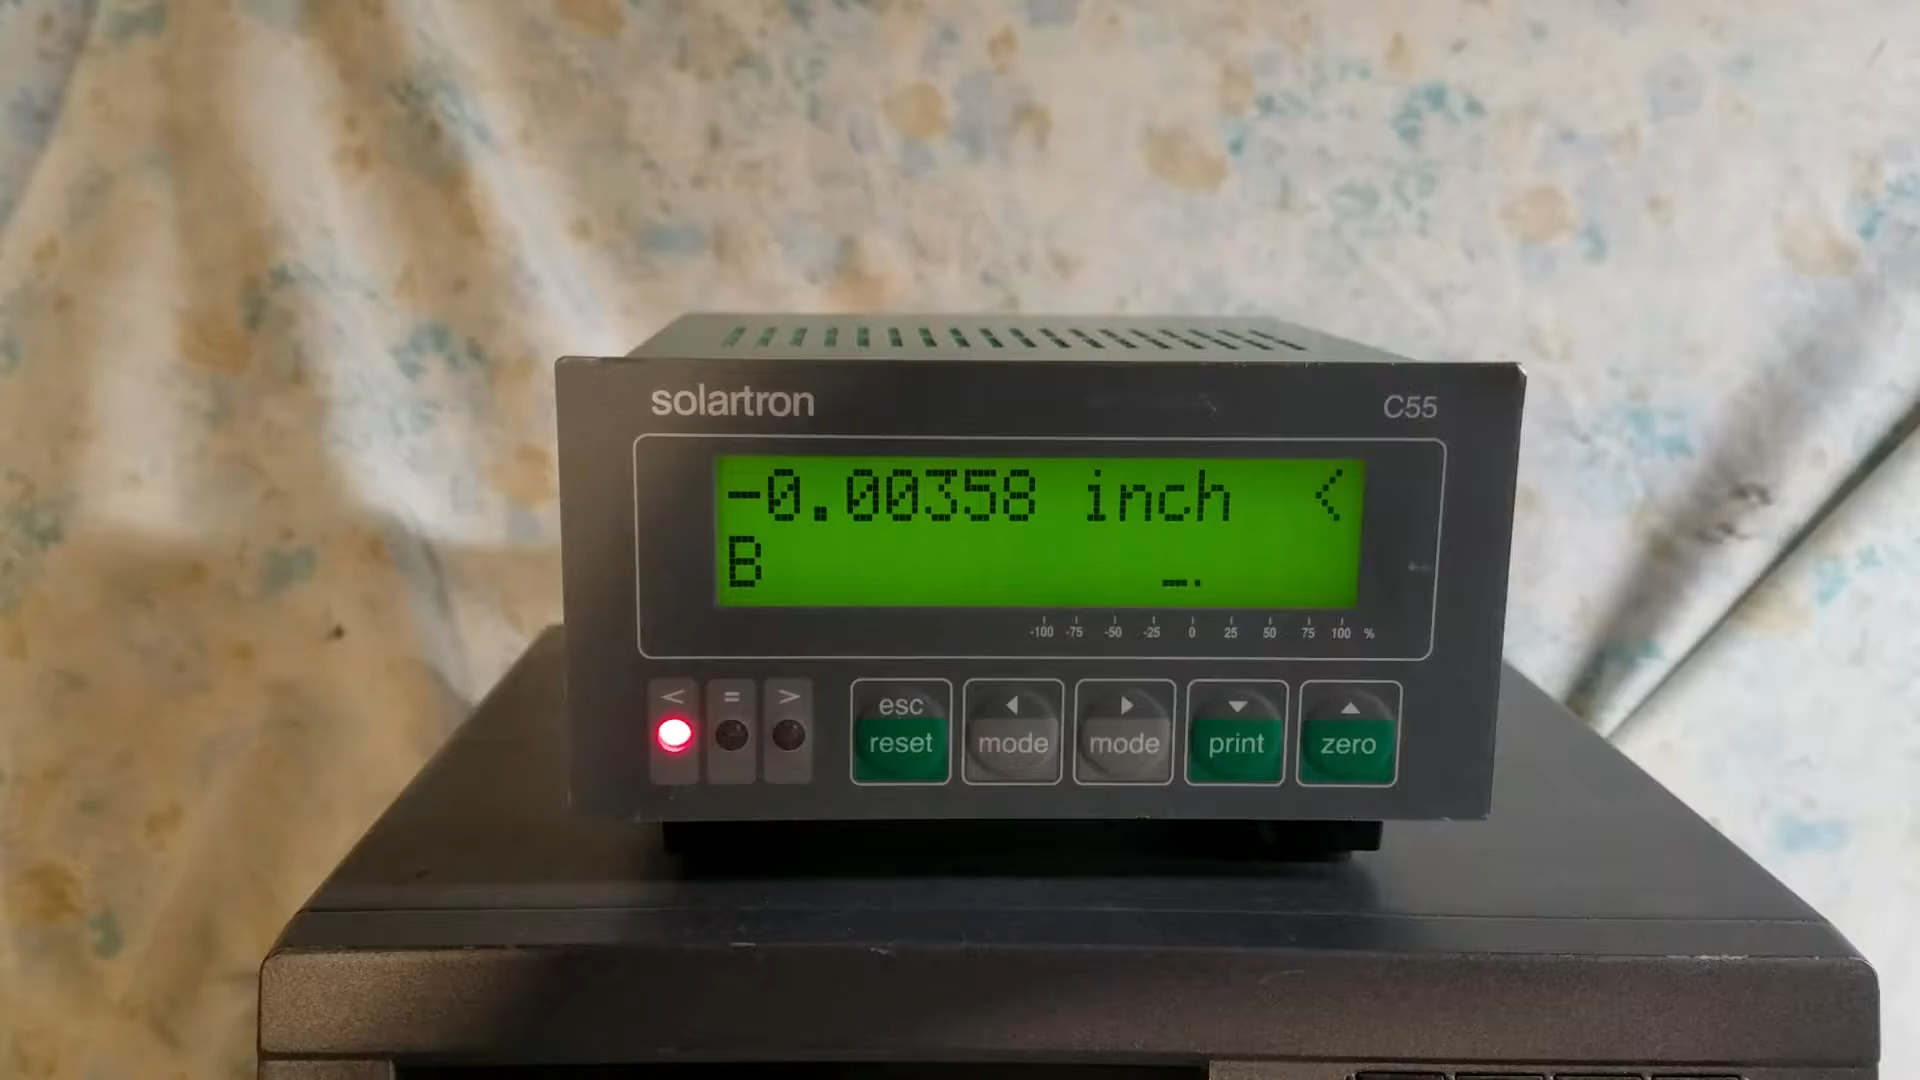 solartron C55
-0.00358 inch <
B
-100 -75 -50 -25 0 25 50 75 100 %
< = >
esc
reset mode mode print zero